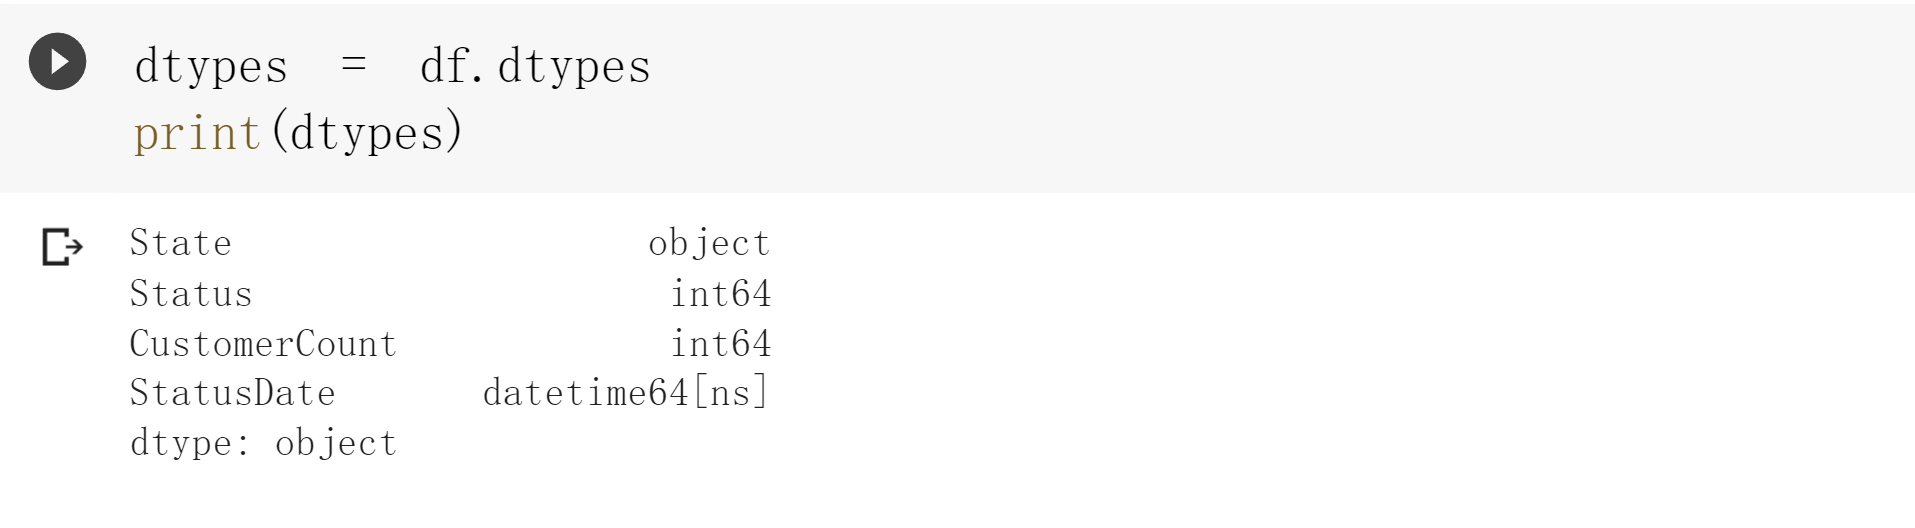 dtypes = df.dtypes
print(dtypes)
State object
Status int64
CustomerCount int64
StatusDate datetime64[ns]
dtype: object